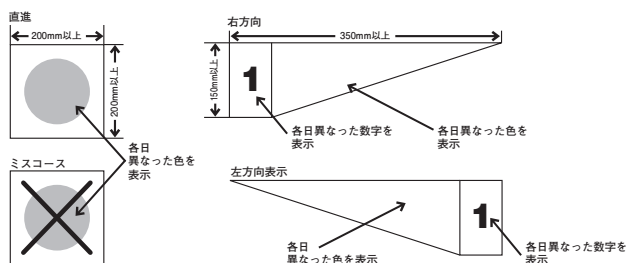 直進
200mm以上
200mm以上
各日
異なった色を
表示
ミスコース
右方向
350mm以上
150mm以上
1
各日異なった数字を
表示
各日異なった色を
表示
左方向表示
1
各日
異なった色を表示
各日異なった数字を
表示